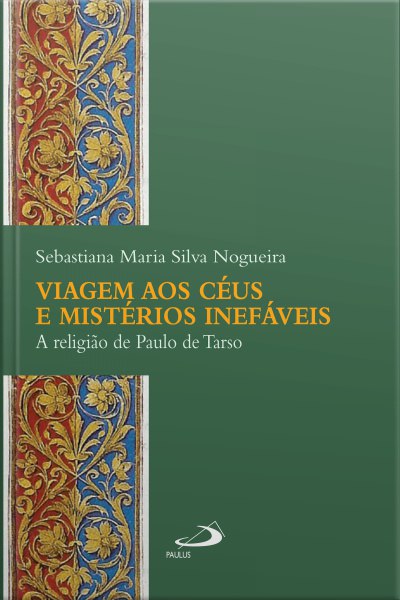 Sebastiana Maria Silva Nogueira
VIAGEM AOS CÉUS
E MISTÉRIOS INEFÁVEIS
A religião de Paulo de Tarso
PAULUS